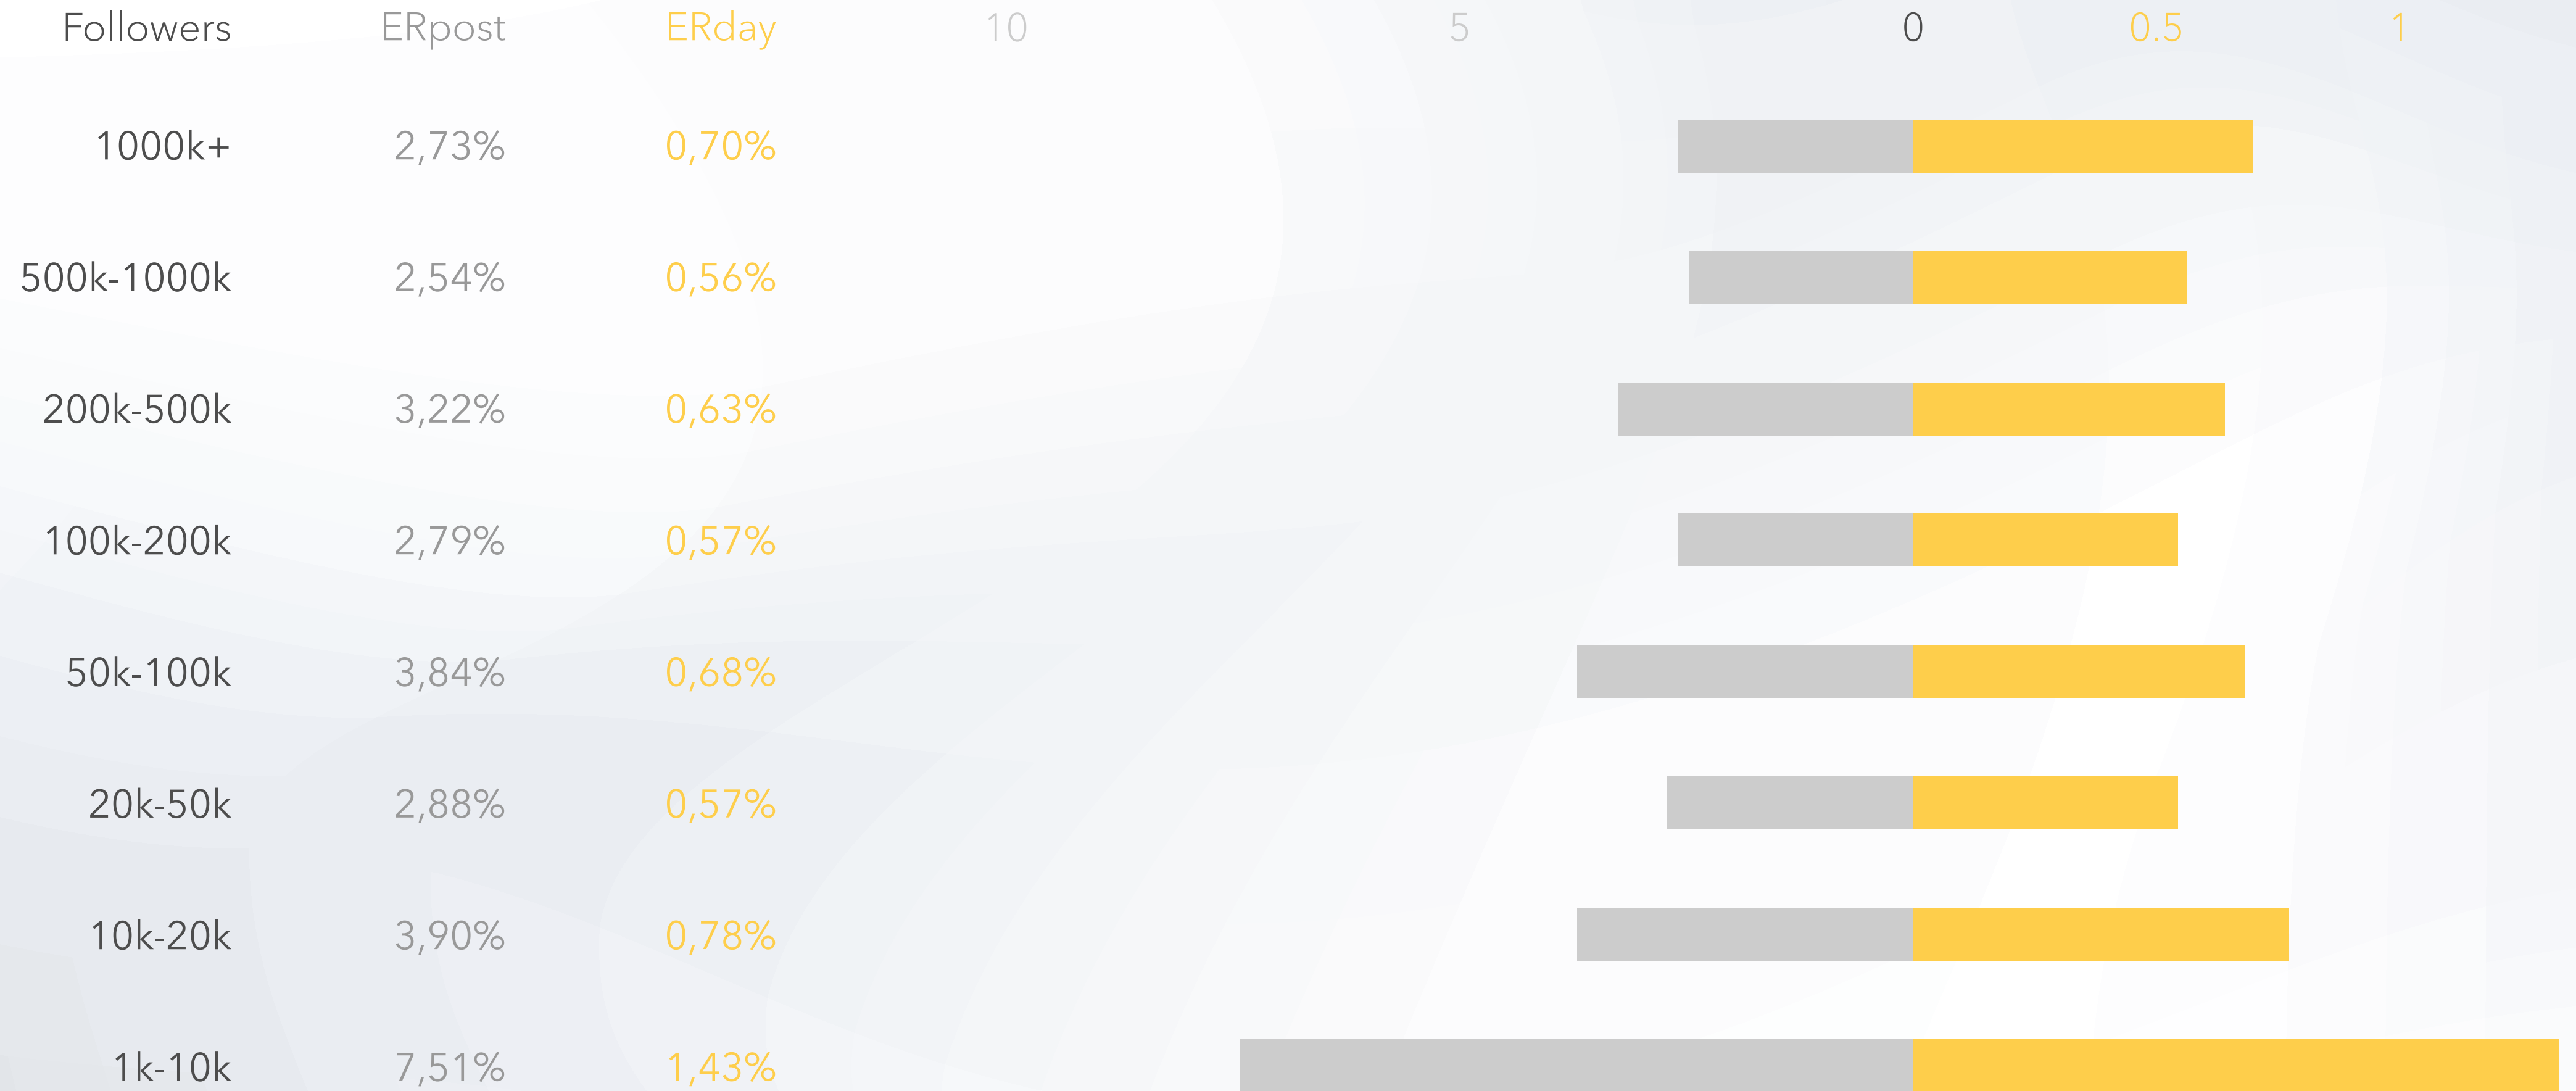 Followers ERpost ERday 10 5 0 0.5 1
1000k+ 2,73% 0,70%
500k-1000k 2,54% 0,56%
200k-500k 3,22% 0,63%
100k-200k 2,79% 0,57%
50k-100k 3,84% 0,68%
20k-50k 2,88% 0,57%
10k-20k 3,90% 0,78%
1k-10k 7,51% 1,43%